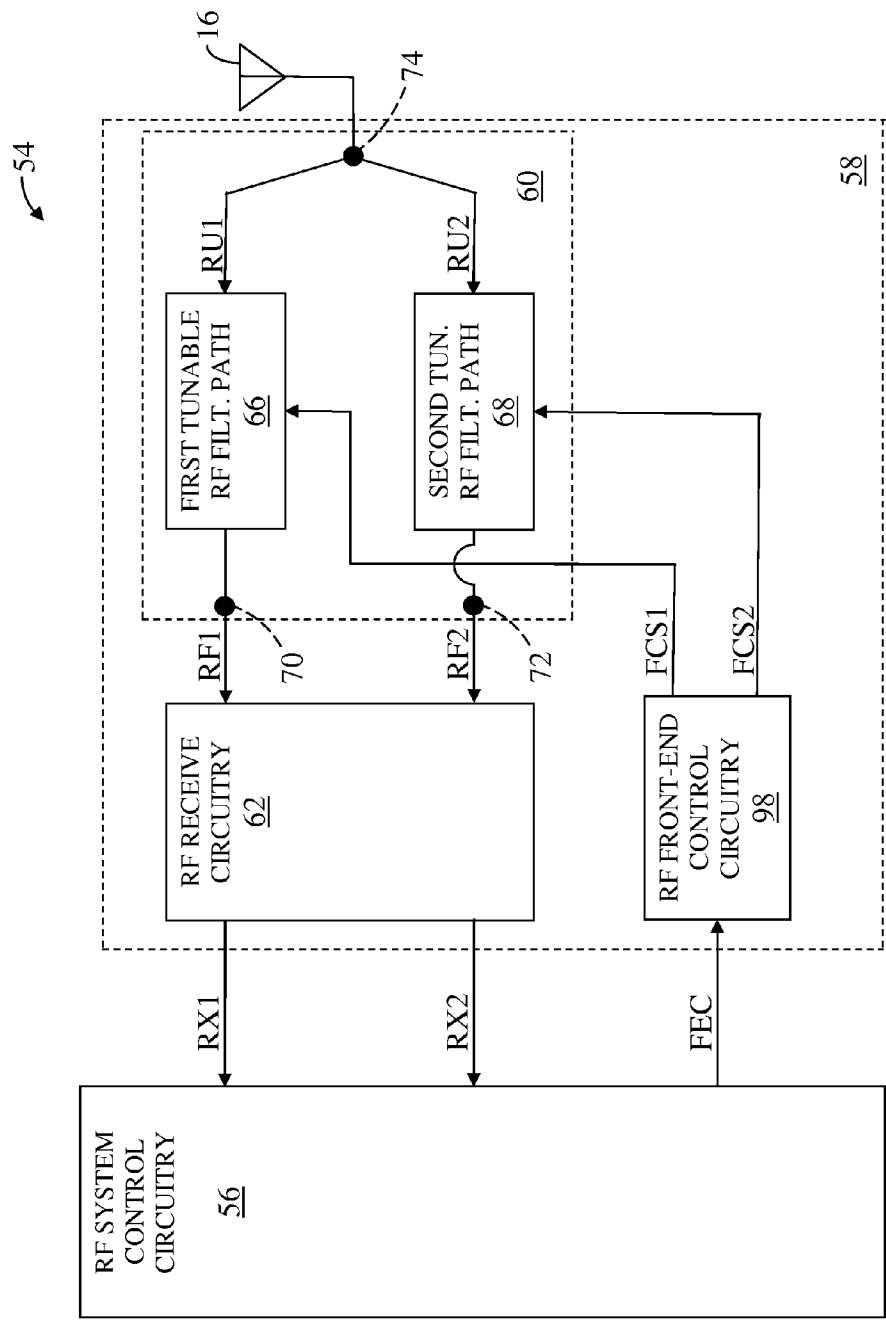 54
RF SYSTEM
CONTROL
CIRCUITRY
56
RX1
RX2
FEC
RF RECEIVE
CIRCUITRY
62
RF FRONT-END
CONTROL
CIRCUITRY
98
RF1
70
RF2
72
FCS1
FCS2
FIRST TUNABLE
RF FILT. PATH
66
SECOND TUN.
RF FILT. PATH
68
RU1
RU2
60
58
74
16